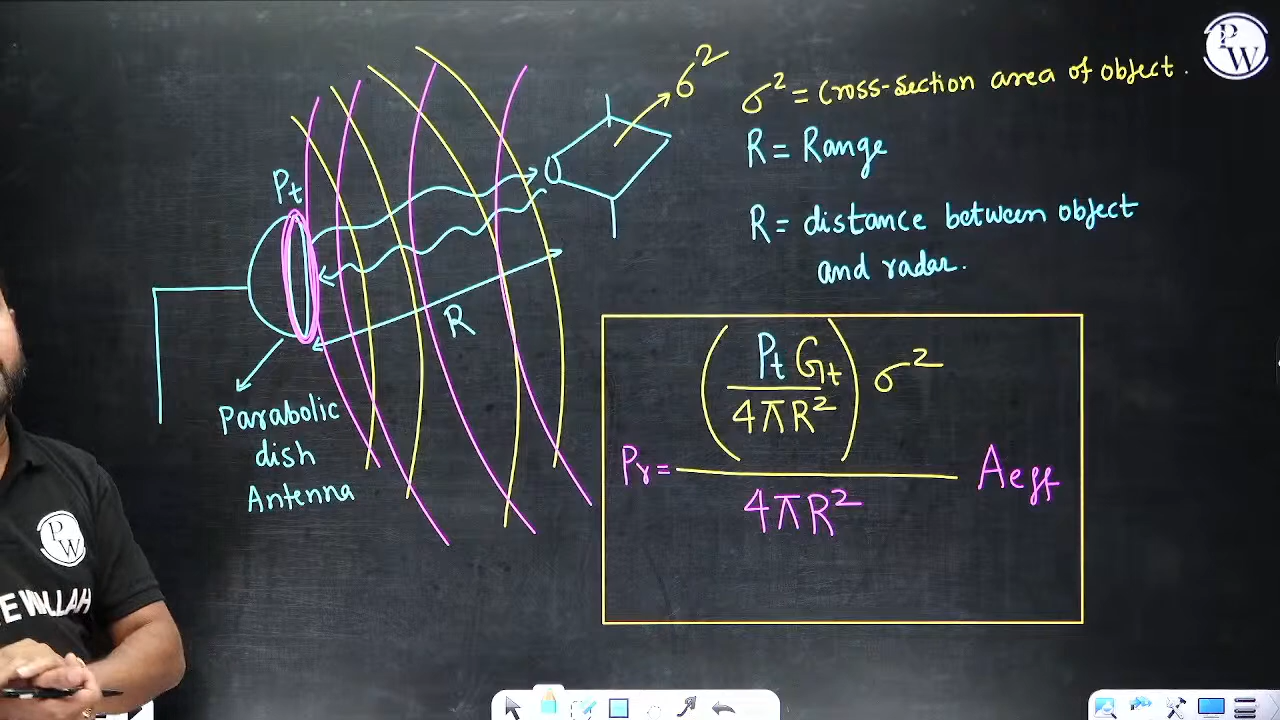 PW
σ²
σ² = Cross-section area of object.
R = Range
R = distance between object
and radar.
Pt
R
Parabolic
dish
Antenna
Pr = ((Pt Gt / 4πR²) σ² / 4πR²) Aeff
PW
EWALLAH